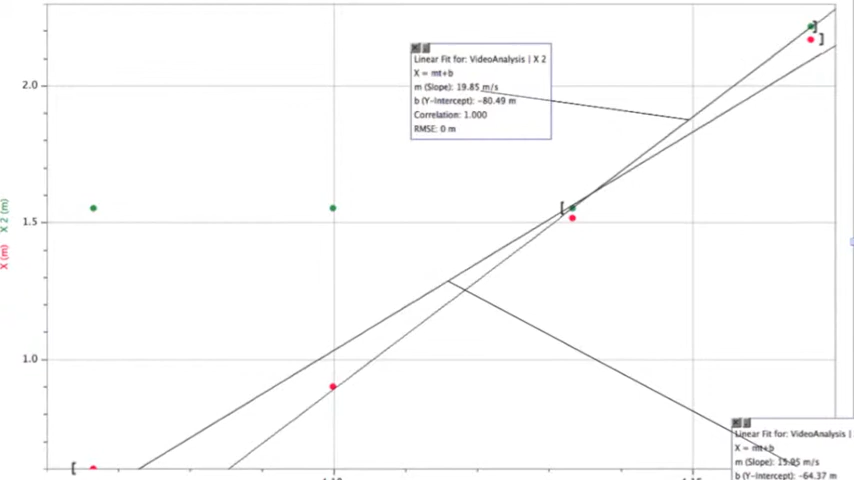 Linear Fit for: VideoAnalysis | X 2
X = mt+b
m (Slope): 19.85 m/s
b (Y-Intercept): -80.49 m
Correlation: 1.000
RMSE: 0 m
2.0
1.5
1.0
X 2 (m)
X (m)
Linear Fit for: VideoAnalysis |
X = mt+b
m (Slope): 15.95 m/s
b (Y-Intercept): -64.37 m